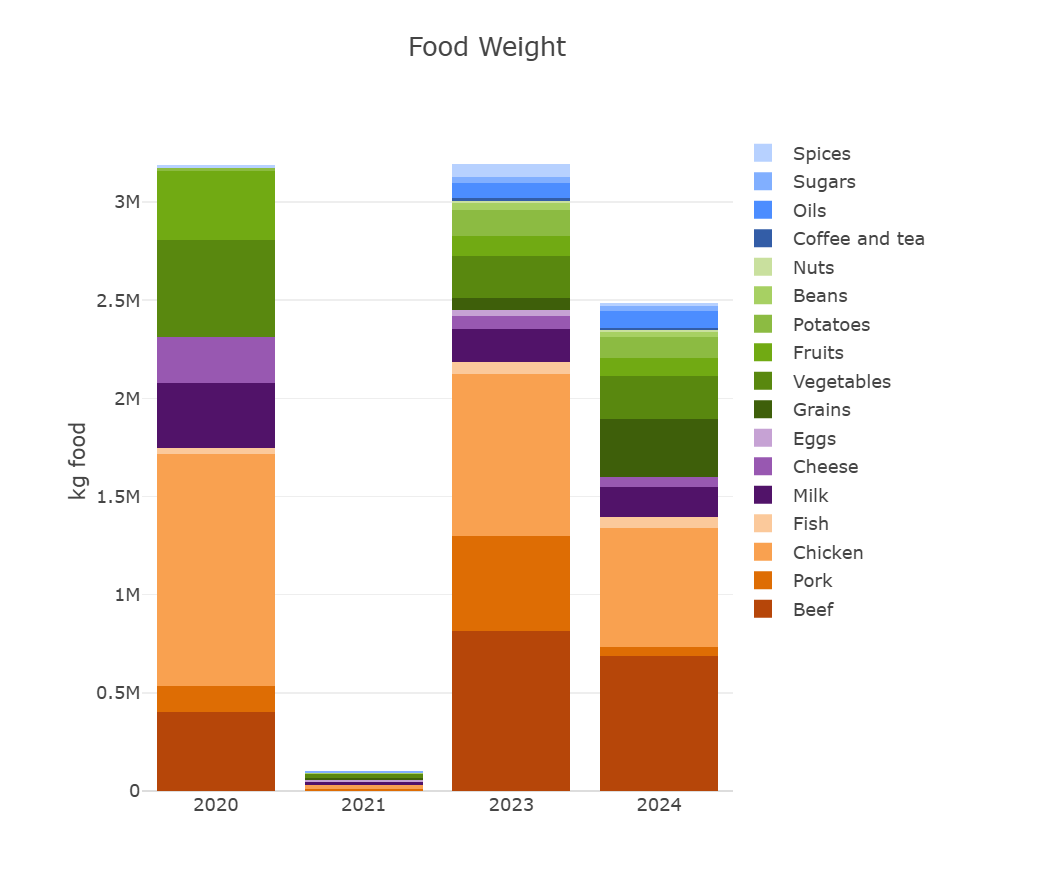 Food Weight
kg food
3M
2.5M
2M
1.5M
1M
0.5M
0
2020
2021
2023
2024
Spices
Sugars
Oils
Coffee and tea
Nuts
Beans
Potatoes
Fruits
Vegetables
Grains
Eggs
Cheese
Milk
Fish
Chicken
Pork
Beef